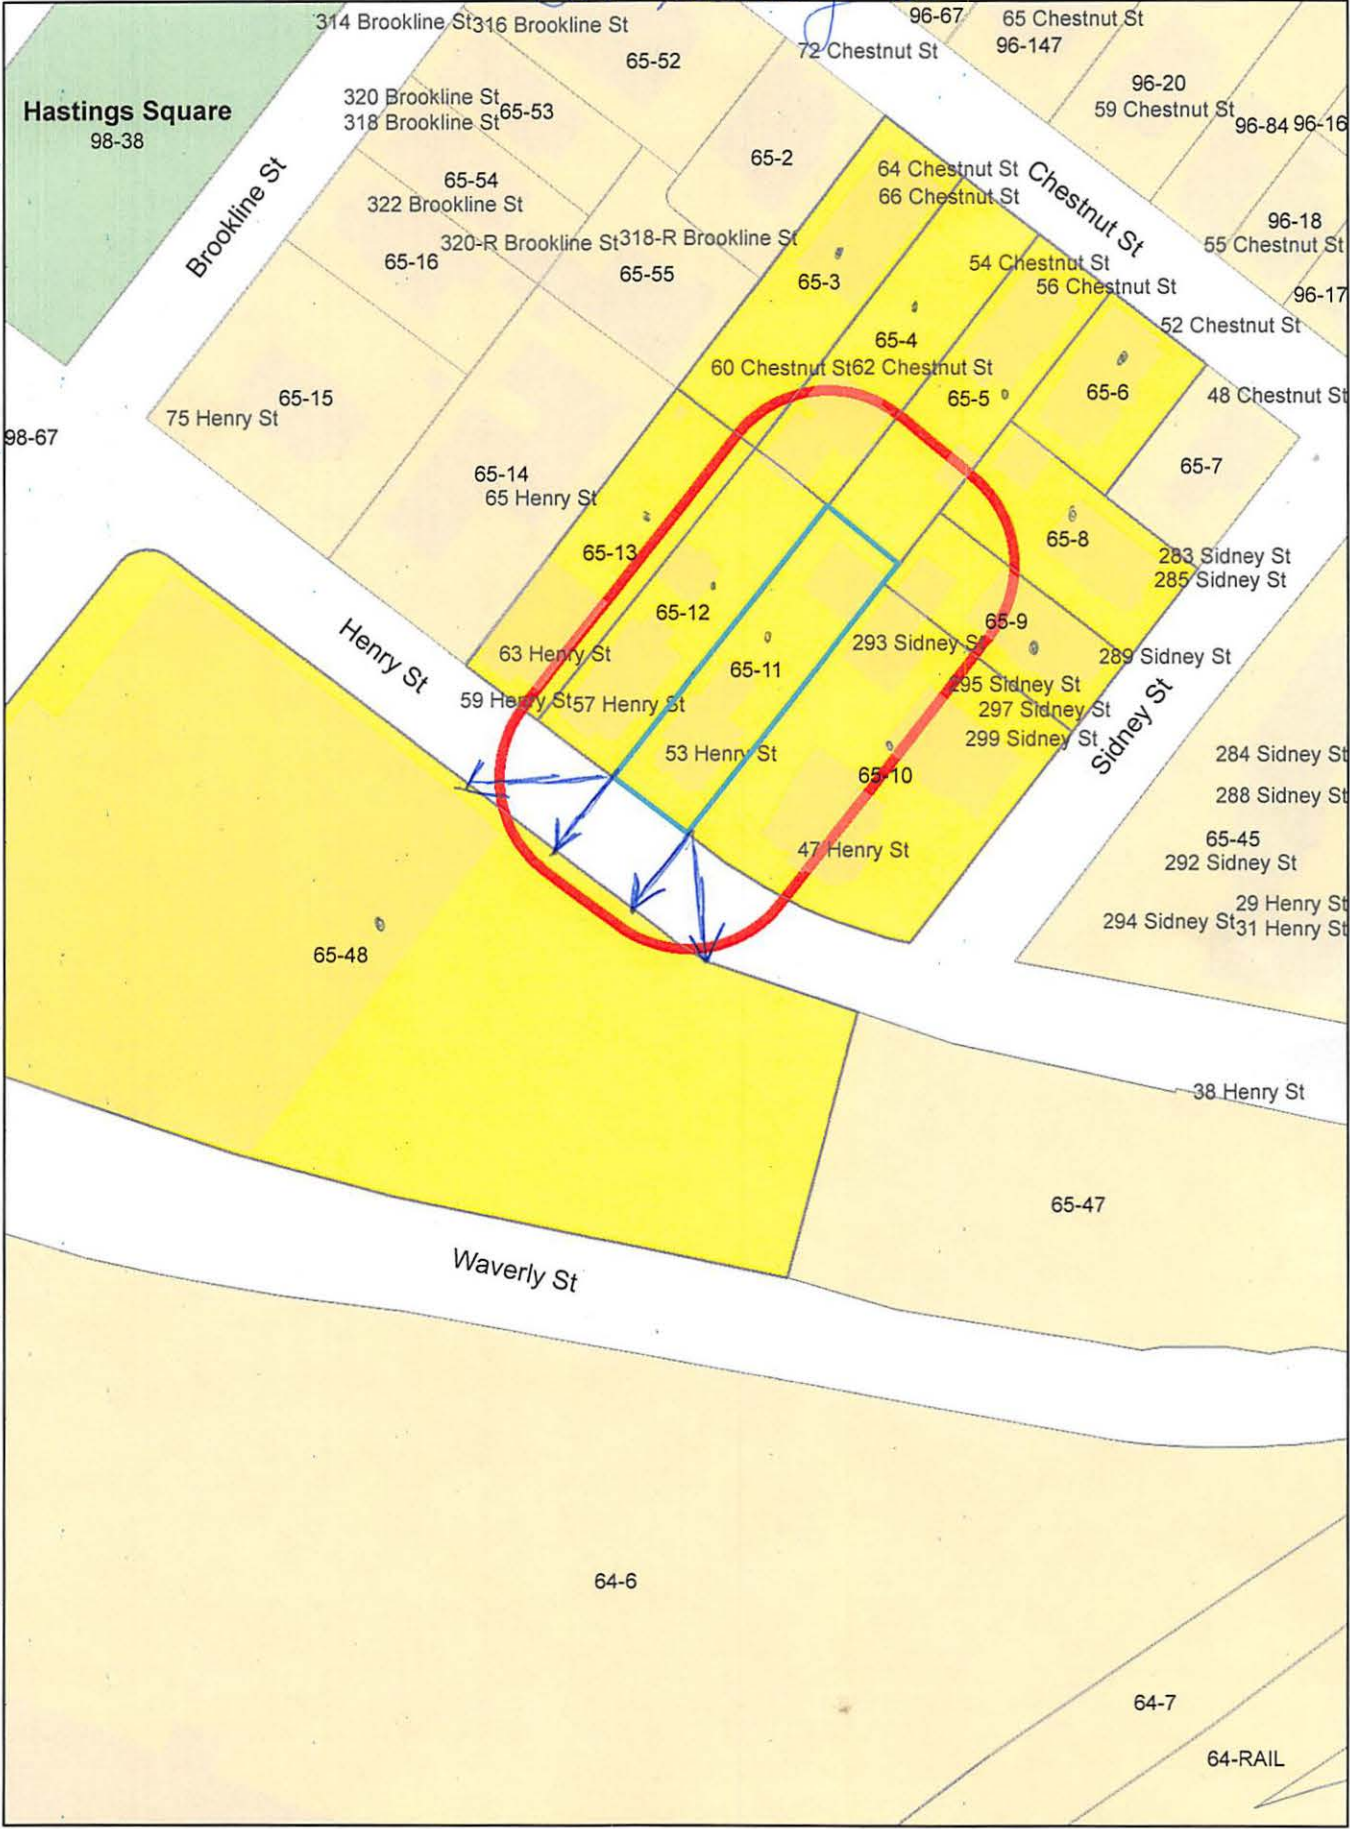 314 Brookline St
316 Brookline St
65-52
72 Chestnut St
96-67
65 Chestnut St
96-147
96-20
59 Chestnut St
96-84
96-16
Hastings Square
98-38
320 Brookline St
318 Brookline St
65-53
65-54
322 Brookline St
320-R Brookline St
318-R Brookline St
65-16
65-55
65-2
Brookline St
64 Chestnut St
66 Chestnut St
Chestnut St
96-18
55 Chestnut St
96-17
54 Chestnut St
56 Chestnut St
52 Chestnut St
65-3
65-4
60 Chestnut St
62 Chestnut St
65-5
65-6
48 Chestnut St
65-7
65-15
75 Henry St
98-67
65-14
65 Henry St
65-13
65-8
283 Sidney St
285 Sidney St
65-12
65-9
293 Sidney St
289 Sidney St
65-11
63 Henry St
Henry St
295 Sidney St
297 Sidney St
299 Sidney St
Sidney St
59 Henry St
57 Henry St
53 Henry St
65-10
284 Sidney St
288 Sidney St
65-45
292 Sidney St
47 Henry St
29 Henry St
294 Sidney St
31 Henry St
65-48
38 Henry St
65-47
Waverly St
64-6
64-7
64-RAIL